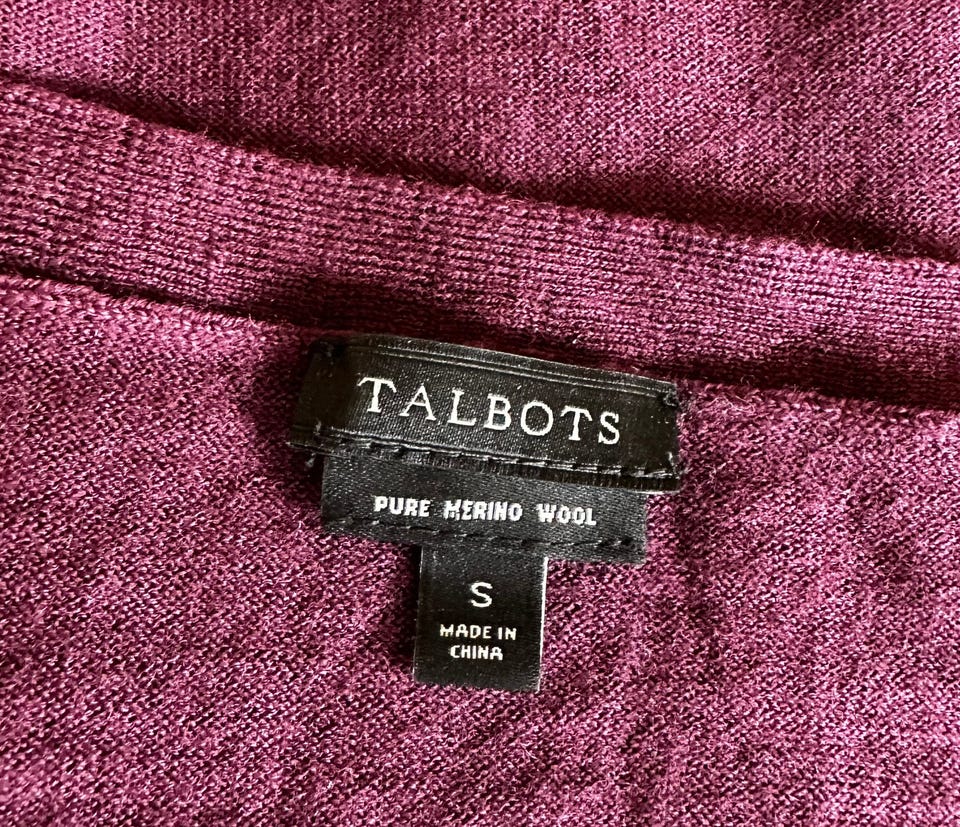 TALBOTS
PURE MERINO WOOL
S
MADE IN
CHINA